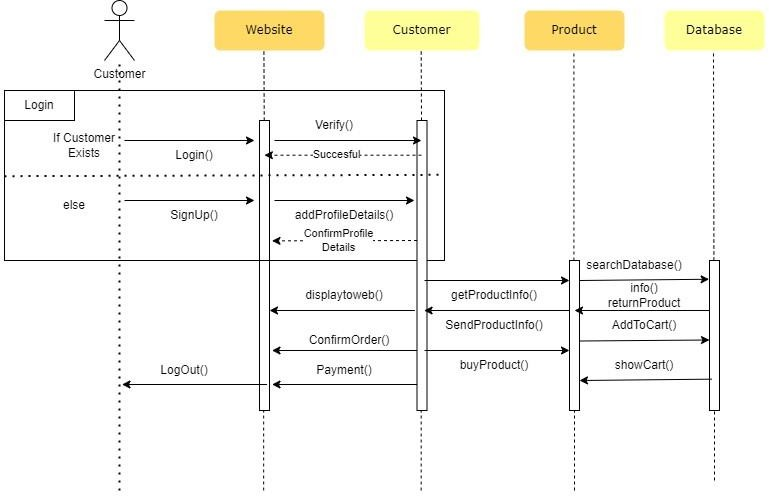 Website
Customer
Product
Database
Customer
Login
If Customer
Exists
Login()
Verify()
Succesful
else
SignUp()
addProfileDetails()
ConfirmProfile
Details
searchDatabase()
displaytoweb()
getProductInfo()
info()
returnProduct
SendProductInfo()
AddToCart()
ConfirmOrder()
buyProduct()
showCart()
LogOut()
Payment()